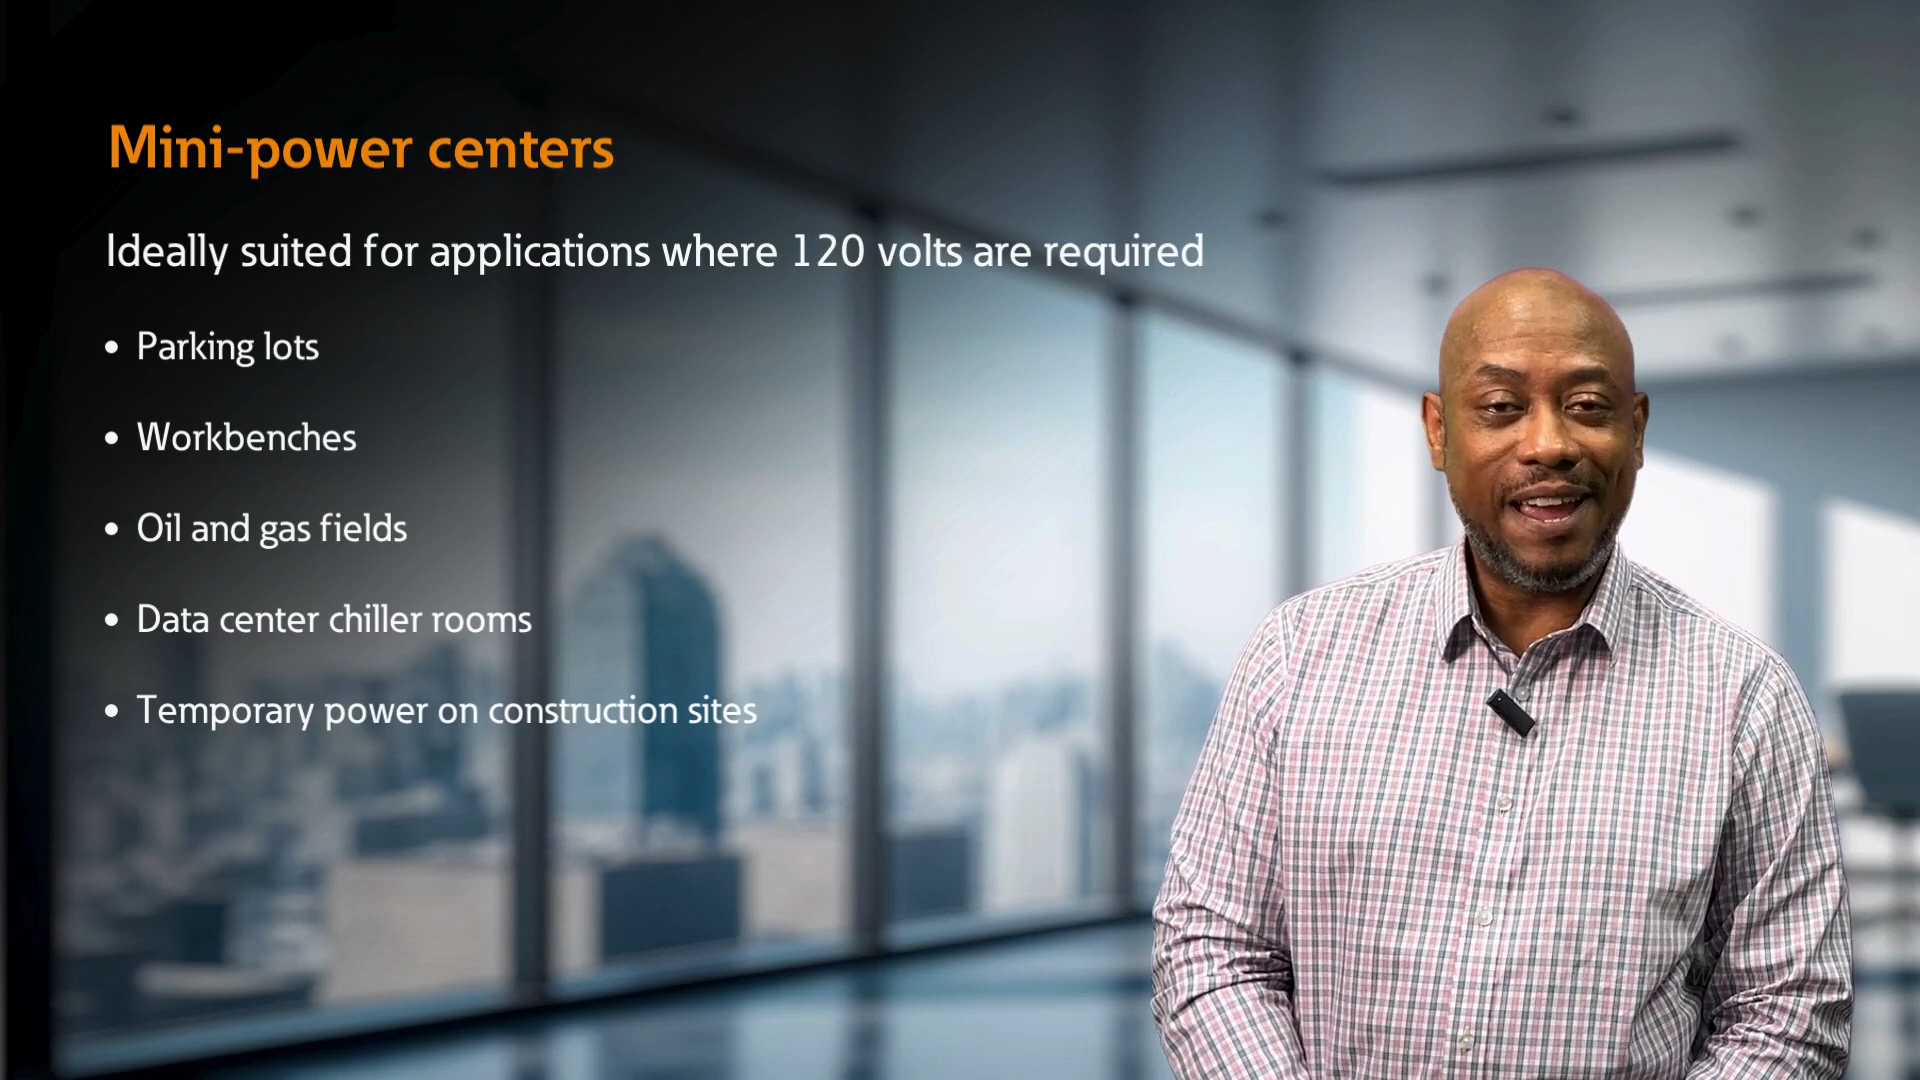 Mini-power centers
Ideally suited for applications where 120 volts are required
• Parking lots
• Workbenches
• Oil and gas fields
• Data center chiller rooms
• Temporary power on construction sites